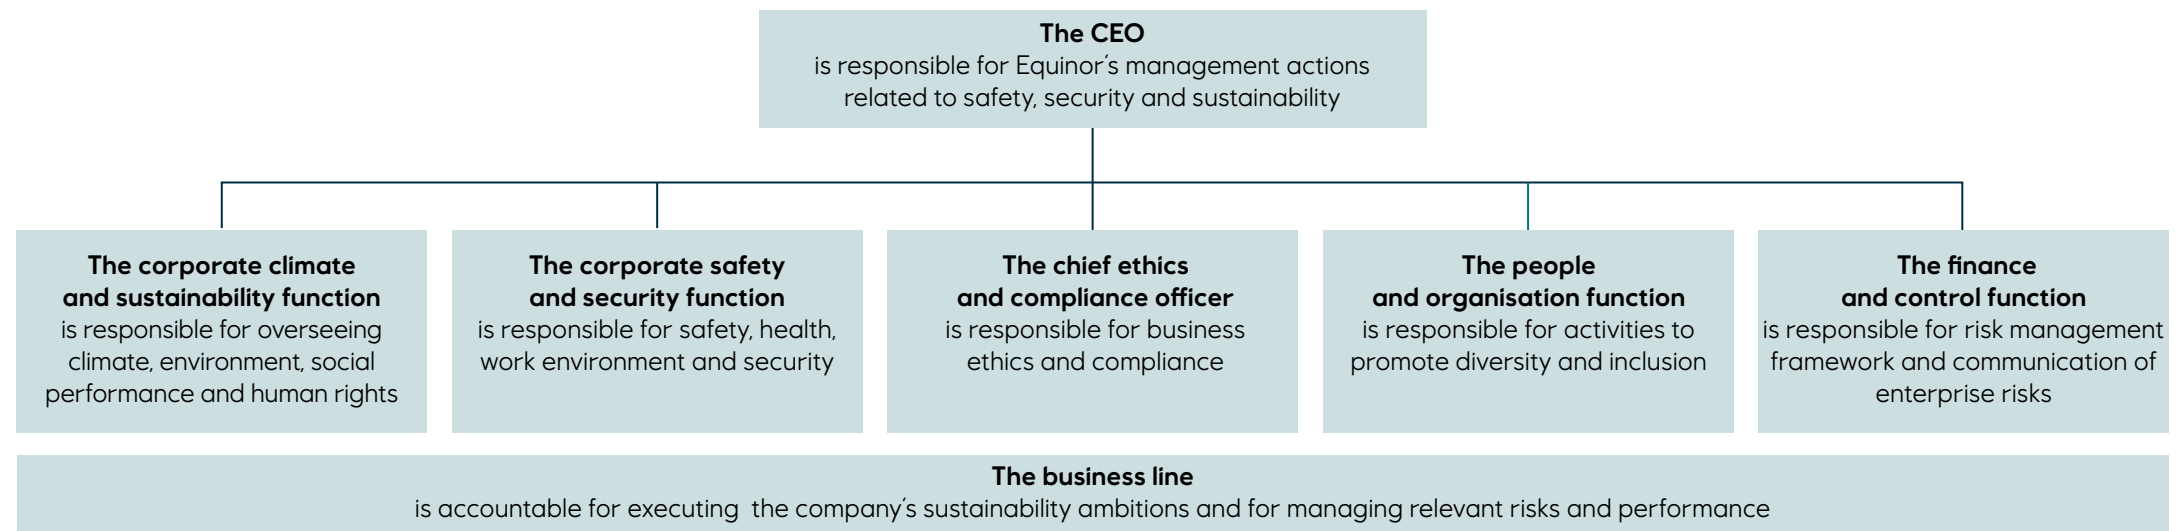 The CEO
is responsible for Equinor´s management actions
related to safety, security and sustainability
The corporate climate
and sustainability function
is responsible for overseeing
climate, environment, social
performance and human rights
The corporate safety
and security function
is responsible for safety, health,
work environment and security
The chief ethics
and compliance officer
is responsible for business
ethics and compliance
The people
and organisation function
is responsible for activities to
promote diversity and inclusion
The finance
and control function
is responsible for risk management
framework and communication of
enterprise risks
The business line
is accountable for executing  the company´s sustainability ambitions and for managing relevant risks and performance